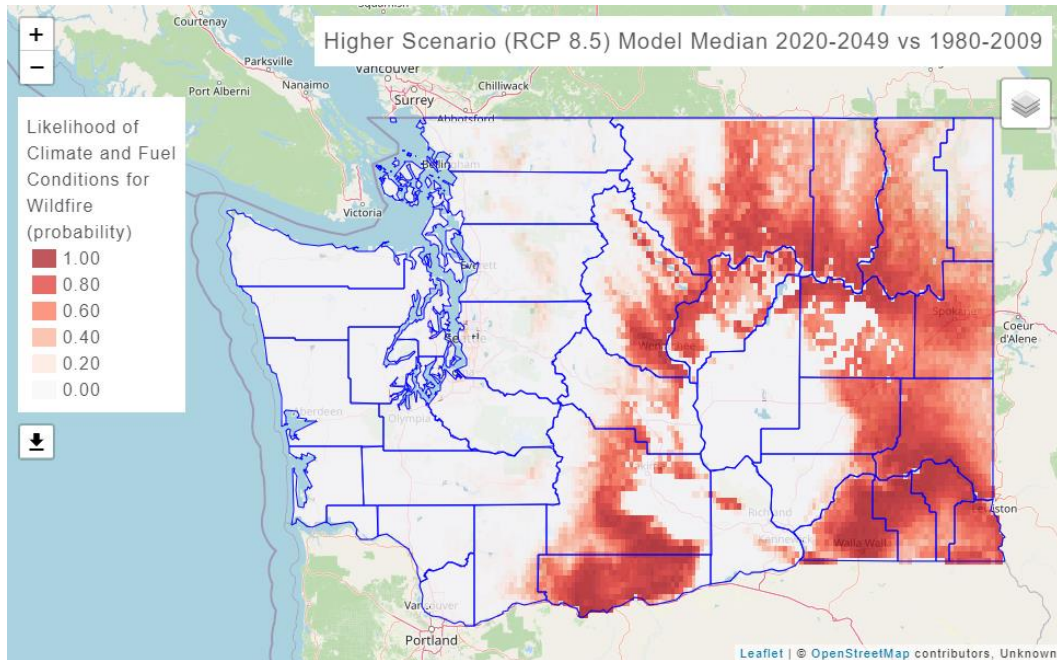 Squamish
Courtenay
Higher Scenario (RCP 8.5) Model Median 2020-2049 vs 1980-2009
+
−
Parksville
Vancouver
Port Alberni
Nanaimo
Surrey
Chilliwack
Abbotsford
Likelihood of
Climate and Fuel
Conditions for
Wildfire
(probability)
1.00
0.80
0.60
0.40
0.20
0.00
Victoria
Everett
Spokane
Coeur
d'Alene
Aberdeen
Olympia
Richland
Kennewick
Walla Walla
Lewiston
Vancouver
Portland
Leaflet | © OpenStreetMap contributors, Unknown